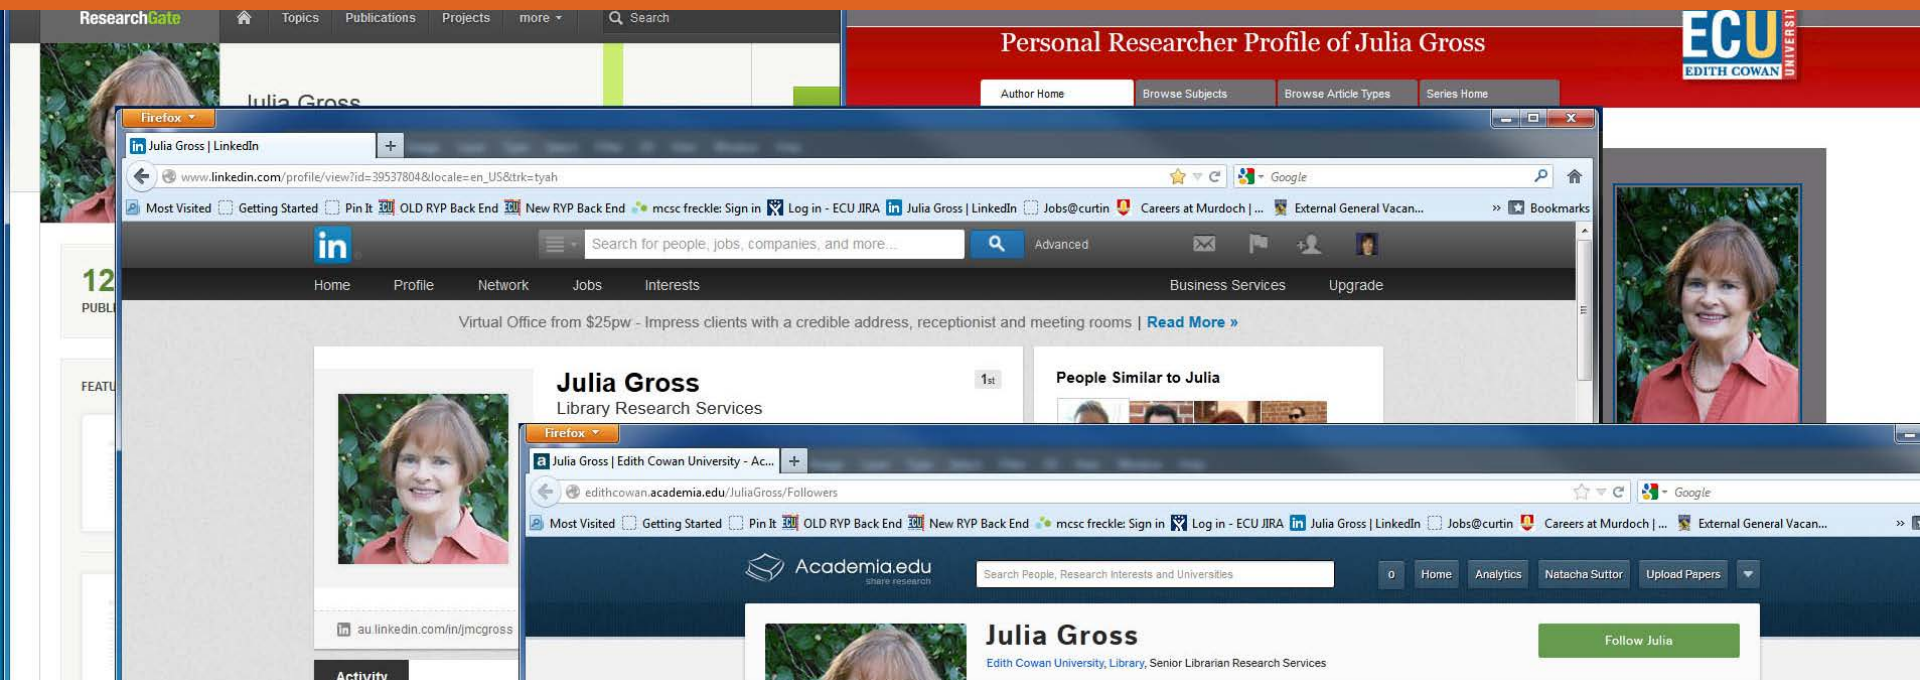 ResearchGate
Topics Publications Projects more Search
Julia Gross
12
Personal Researcher Profile of Julia Gross
ECU
EDITH COWAN
UNIVERSITY
Author Home Browse Subjects Browse Article Types Series Home
Firefox
Julia Gross | LinkedIn
www.linkedin.com/profile/view?id=39537804&locale=en_US&trk=tyah
Google
Most Visited Getting Started Pin It OLD RYP Back End New RYP Back End mcsc freckle: Sign in Log in - ECU JIRA Julia Gross | LinkedIn Jobs@curtin Careers at Murdoch | ... External General Vacan... » Bookmarks
in
Search for people, jobs, companies, and more... Advanced
Home Profile Network Jobs Interests Business Services Upgrade
Virtual Office from $25pw - Impress clients with a credible address, receptionist and meeting rooms | Read More »
Julia Gross
1st
Library Research Services
People Similar to Julia
au.linkedin.com/in/jmcgross
Activity
Firefox
Julia Gross | Edith Cowan University - Ac...
edithcowan.academia.edu/JuliaGross/Followers
Google
Most Visited Getting Started Pin It OLD RYP Back End New RYP Back End mcsc freckle: Sign in Log in - ECU JIRA Julia Gross | LinkedIn Jobs@curtin Careers at Murdoch | ... External General Vacan... »
Academia.edu
share research
Search People, Research Interests and Universities
0 Home Analytics Natacha Suttor Upload Papers
Julia Gross
Follow Julia
Edith Cowan University, Library, Senior Librarian Research Services